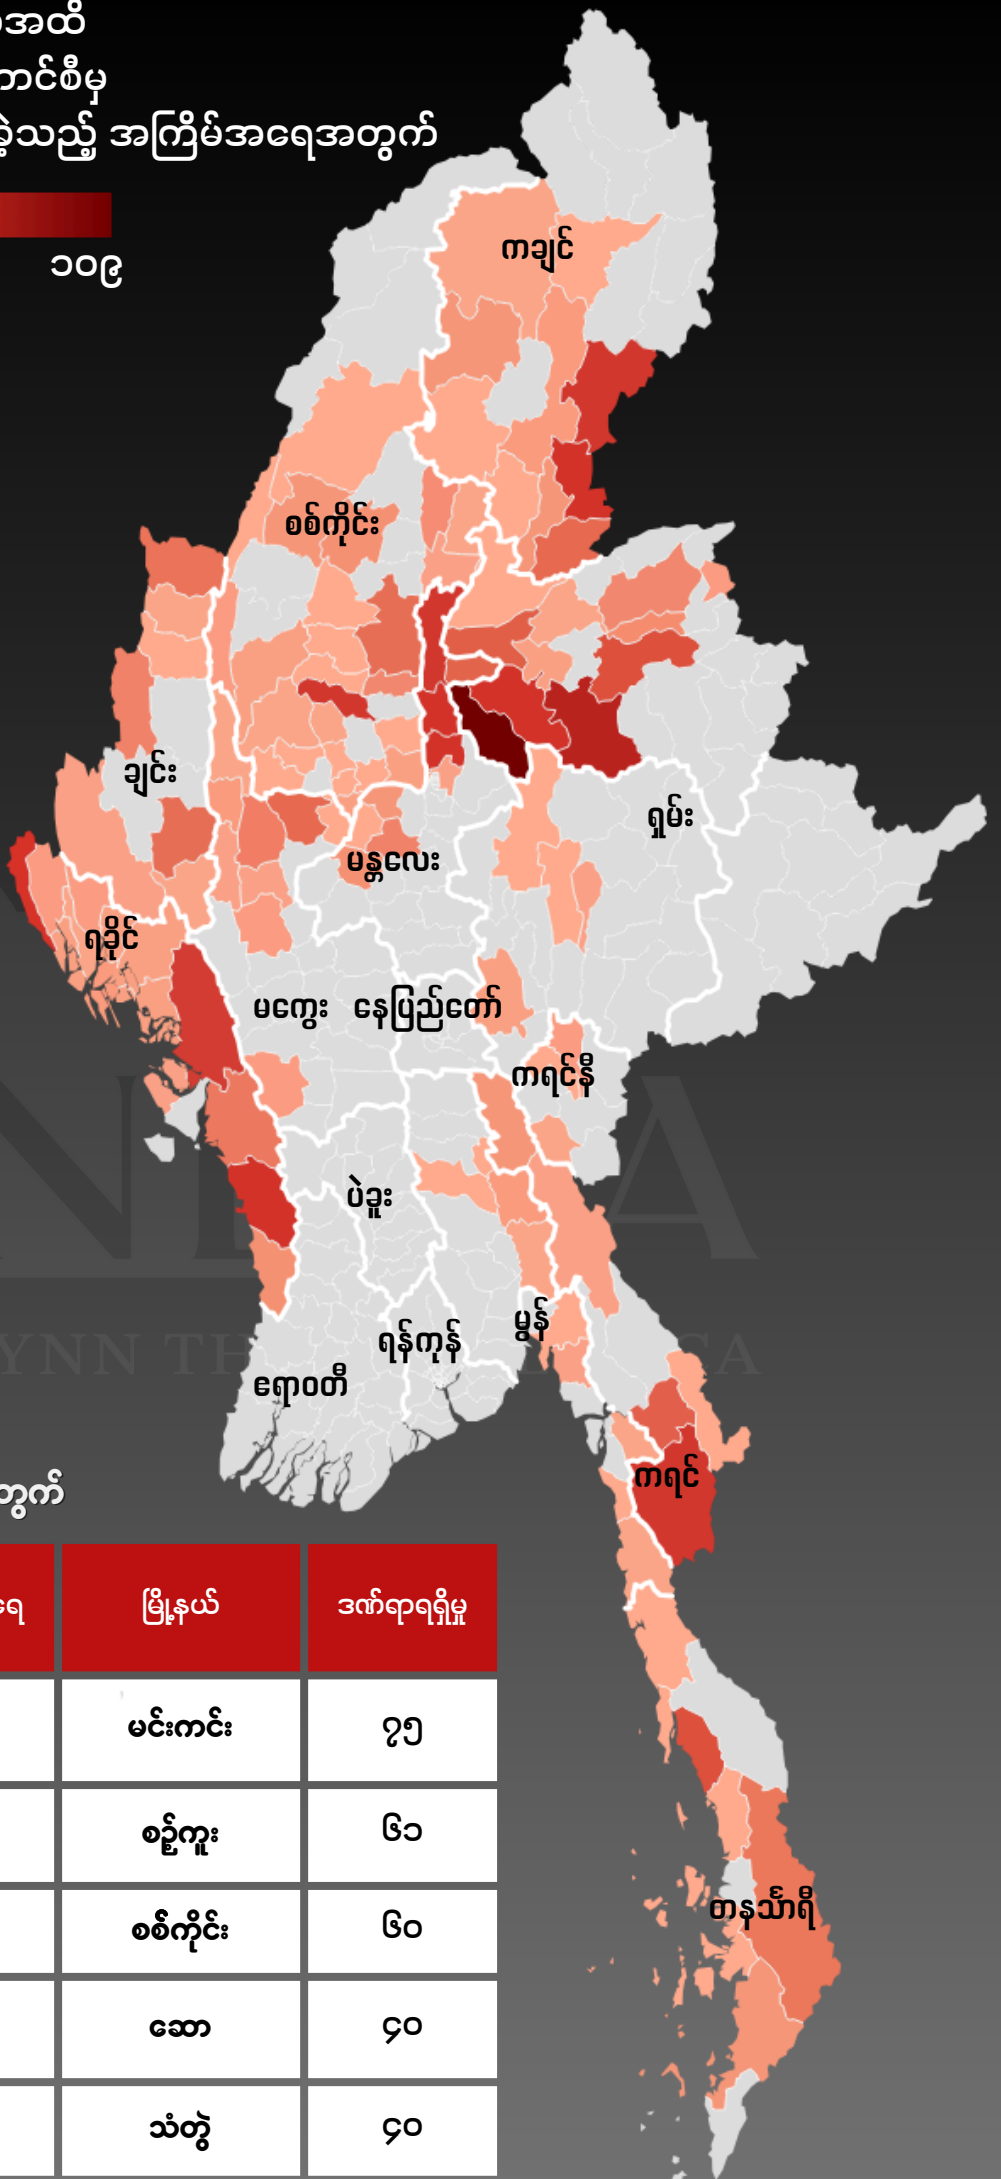 အထိ
ကောင်စီမှ
ခဲ့သည့် အကြိမ်အရေအတွက်
၁၀၉
ကချင်
စစ်ကိုင်း
ချင်း
ရှမ်း
မန္တလေး
ရခိုင်
မကွေး နေပြည်တော်
ကရင်နီ
ပဲခူး
မွန်
ရန်ကုန်
ဧရာဝတီ
ကရင်
တနင်္သာရီ
မြို့နယ် ဒဏ်ရာရရှိမှု
မင်းကင်း ၇၅
စဉ့်ကူး ၆၁
စစ်ကိုင်း ၆၀
ဆော ၄၀
သံတွဲ ၄၀